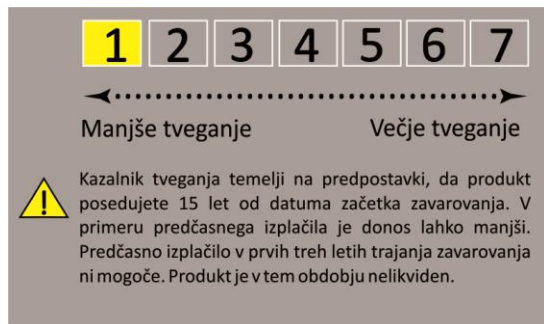 1 2 3 4 5 6 7
Manjše tveganje Večje tveganje
Kazalnik tveganja temelji na predpostavki, da produkt
posedujete 15 let od datuma začetka zavarovanja. V
primeru predčasnega izplačila je donos lahko manjši.
Predčasno izplačilo v prvih treh letih trajanja zavarovanja
ni mogoče. Produkt je v tem obdobju nelikviden.